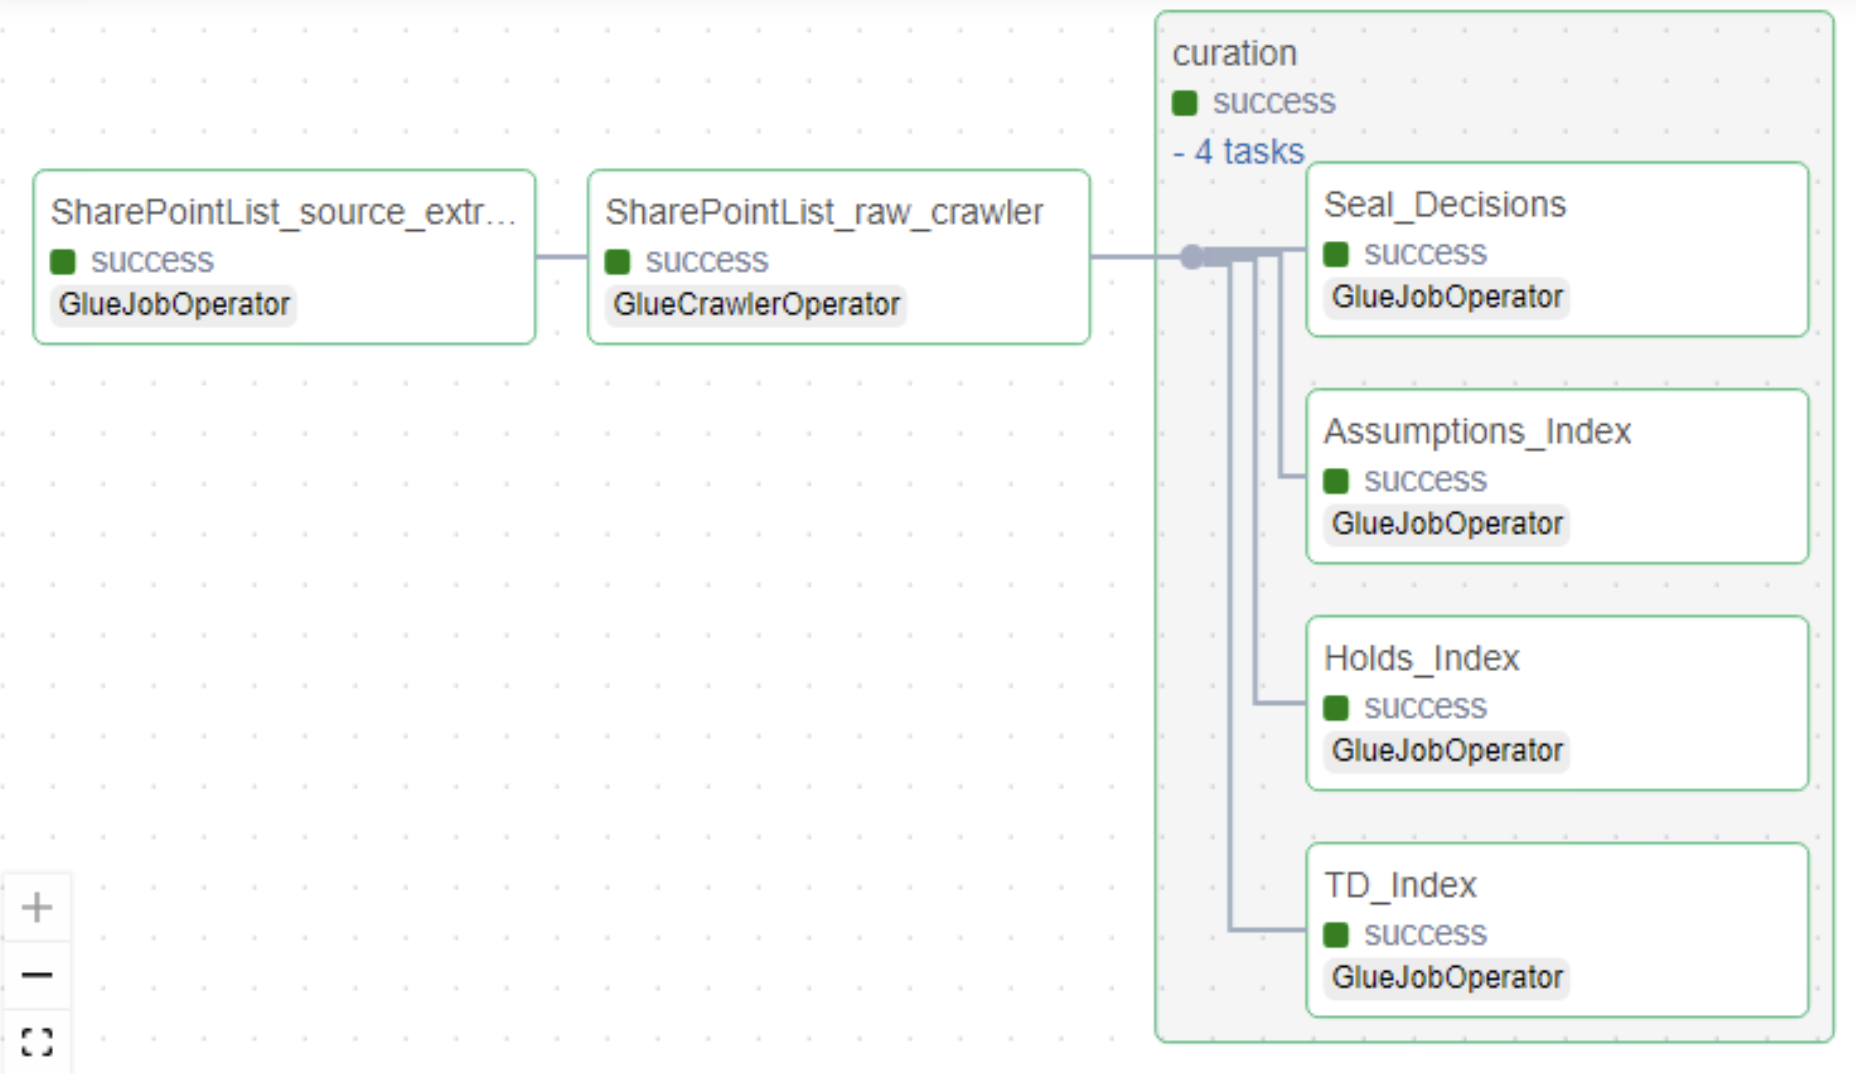 SharePointList_source_extr...
success
GlueJobOperator
SharePointList_raw_crawler
success
GlueCrawlerOperator
curation
success
- 4 tasks
Seal_Decisions
success
GlueJobOperator
Assumptions_Index
success
GlueJobOperator
Holds_Index
success
GlueJobOperator
TD_Index
success
GlueJobOperator